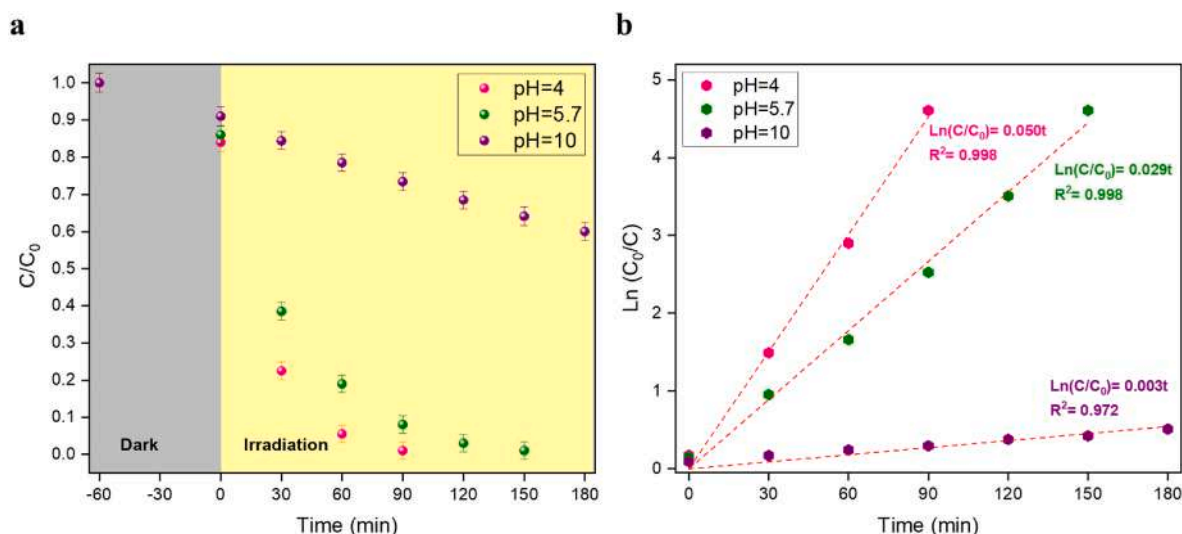 a
C/C0
1.0
0.9
0.8
0.7
0.6
0.5
0.4
0.3
0.2
0.1
0.0
pH=4
pH=5.7
pH=10
Dark
Irradiation
-60 -30 0 30 60 90 120 150 180
Time (min)
b
Ln (C0/C)
5
4
3
2
1
0
pH=4
pH=5.7
pH=10
Ln(C/C0)= 0.050t
R2= 0.998
Ln(C/C0)= 0.029t
R2= 0.998
Ln(C/C0)= 0.003t
R2= 0.972
0 30 60 90 120 150 180
Time (min)